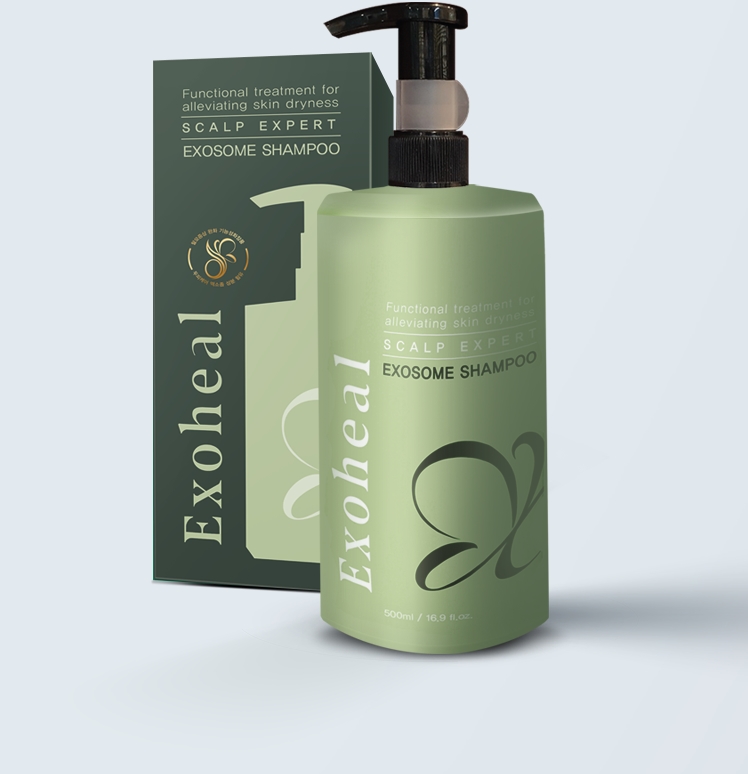 Functional treatment for
alleviating skin dryness
SCALP EXPERT
EXOSOME SHAMPOO
Exoheal
Functional treatment for
alleviating skin dryness
SCALP EXPERT
EXOSOME SHAMPOO
Exoheal
500ml / 16.9 fl.oz.